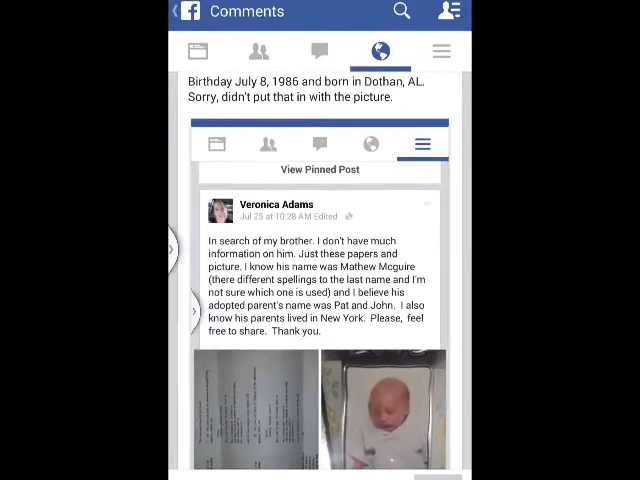 Comments
Birthday July 8, 1986 and born in Dothan, AL.
Sorry, didn't put that in with the picture.
View Pinned Post
Veronica Adams
Jul 25 at 10:28 AM Edited
In search of my brother. I don't have much
information on him. Just these papers and
picture. I know his name was Mathew Mcguire
(there different spellings to the last name and I'm
not sure which one is used) and I believe his
adopted parent's name was Pat and John. I also
know his parents lived in New York. Please, feel
free to share. Thank you.